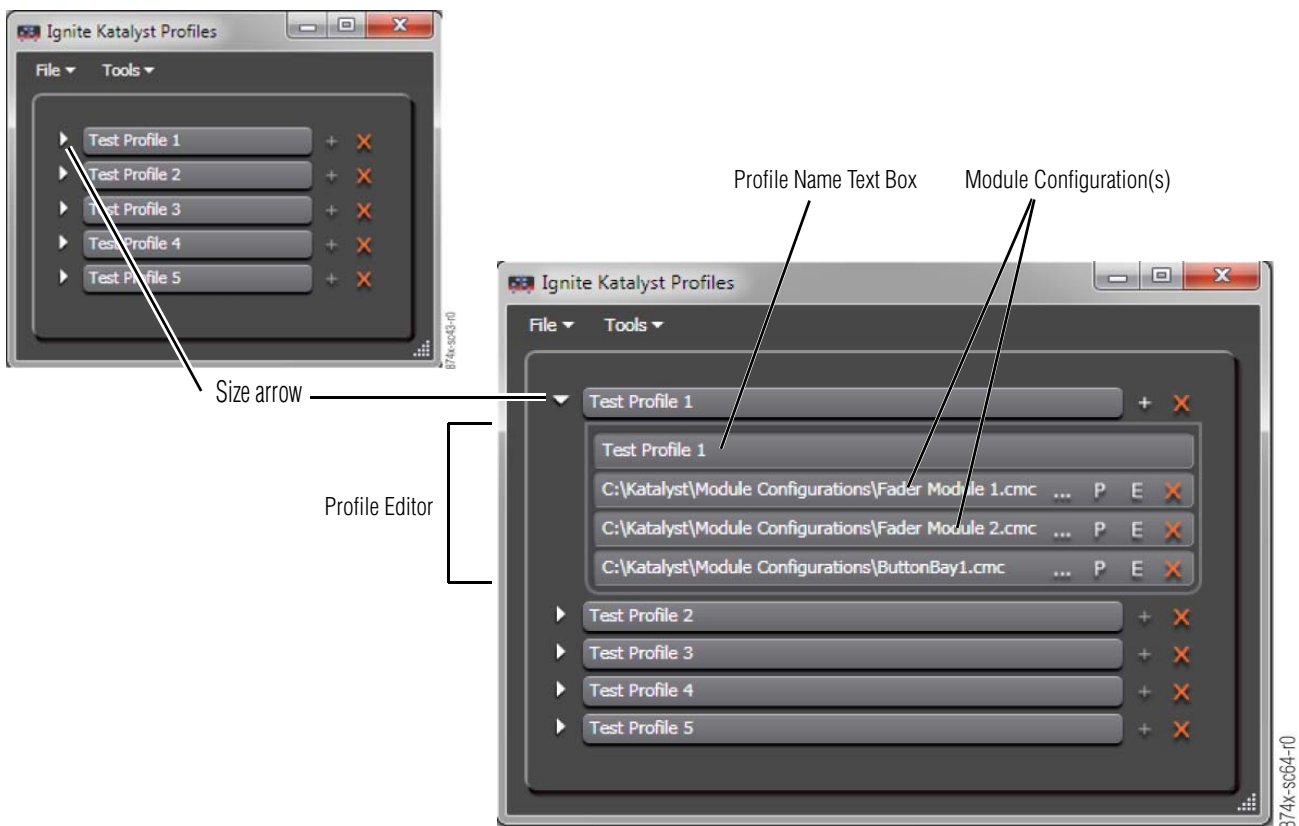 Ignite Katalyst Profiles
File Tools
Test Profile 1 + X
Test Profile 2 + X
Test Profile 3 + X
Test Profile 4 + X
Test Profile 5 + X
874x-sc43-r0
Size arrow
Profile Name Text Box
Module Configuration(s)
Ignite Katalyst Profiles
File Tools
Test Profile 1 + X
Profile Editor
Test Profile 1
C:\Katalyst\Module Configurations\Fader Module 1.cmc ... P E X
C:\Katalyst\Module Configurations\Fader Module 2.cmc ... P E X
C:\Katalyst\Module Configurations\ButtonBay1.cmc ... P E X
Test Profile 2 + X
Test Profile 3 + X
Test Profile 4 + X
Test Profile 5 + X
874x-sc64-r0